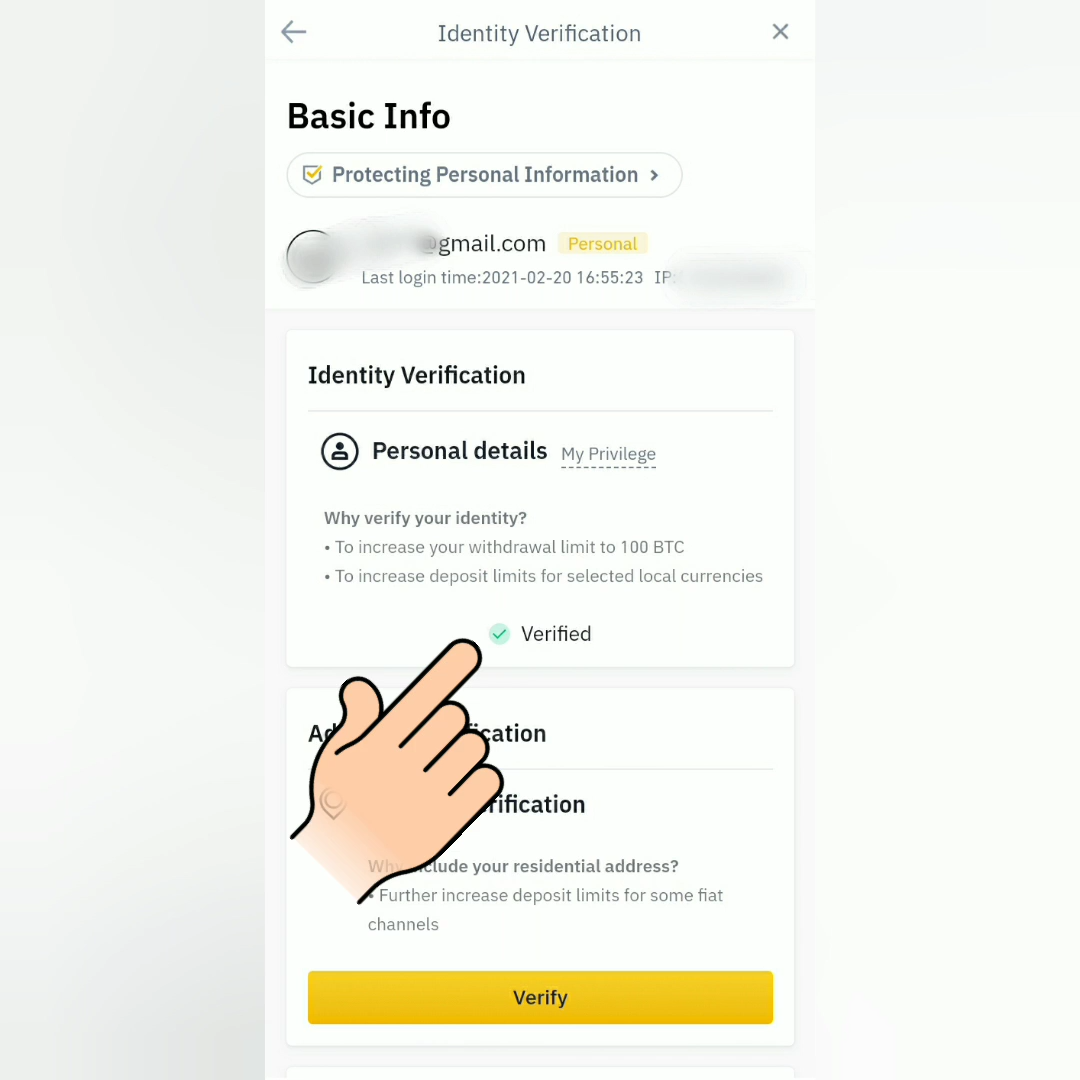 Identity Verification
Basic Info
Protecting Personal Information
@gmail.com Personal
Last login time:2021-02-20 16:55:23 IP:
Identity Verification
Personal details My Privilege
Why verify your identity?
• To increase your withdrawal limit to 100 BTC
• To increase deposit limits for selected local currencies
Verified
Why include your residential address?
• Further increase deposit limits for some fiat
channels
Verify